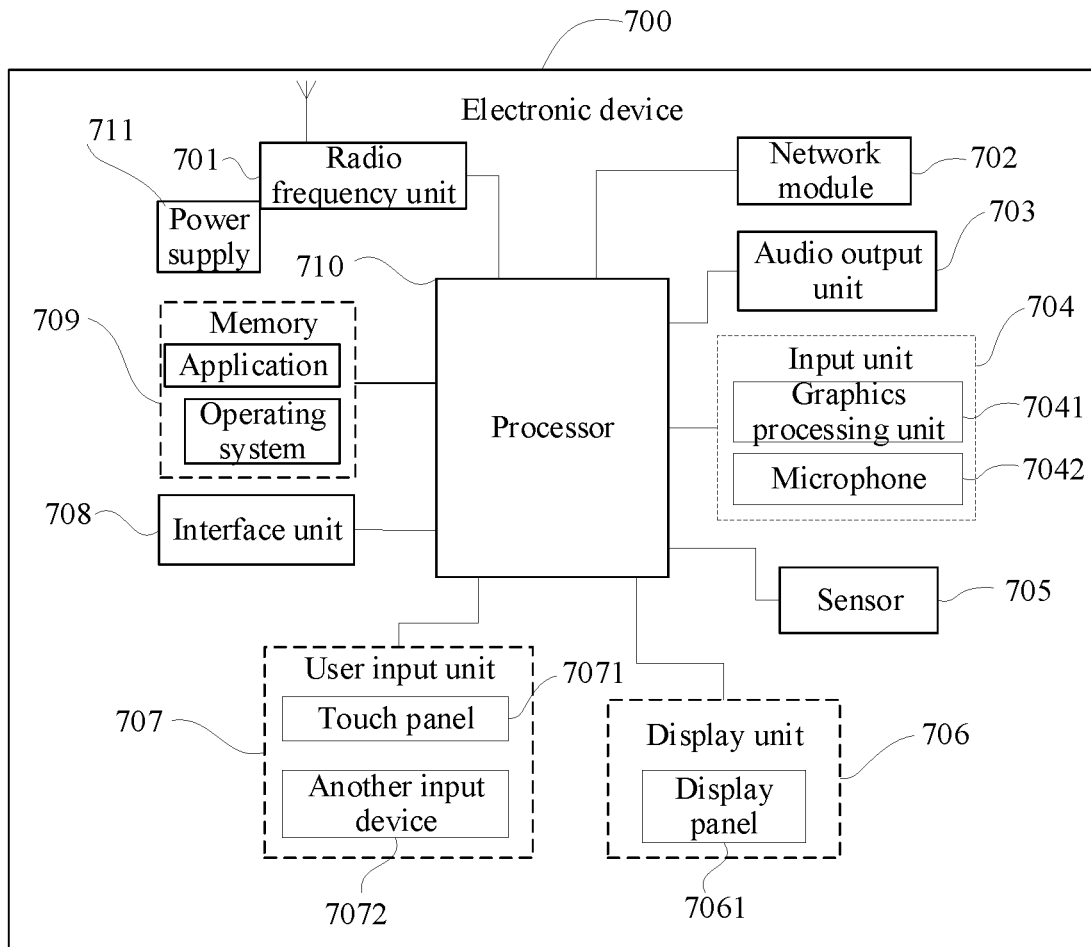 700
Electronic device
711
701
Radio
frequency unit
Network
module
702
Power
supply
703
Audio output
unit
710
709
Memory
Application
Operating
system
Processor
704
Input unit
Graphics
processing unit
7041
Microphone
7042
708
Interface unit
Sensor
705
User input unit
7071
Touch panel
707
Another input
device
7072
Display unit
706
Display
panel
7061